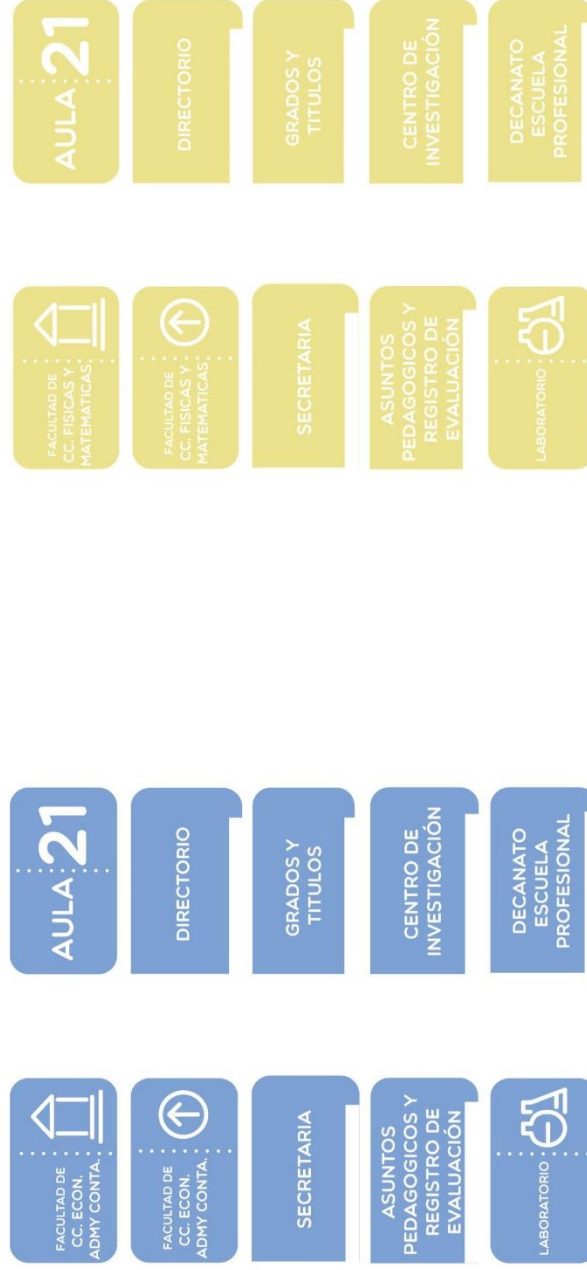 FACULTAD DE
CC. ECON.
ADMY CONTA.
FACULTAD DE
CC. ECON.
ADMY CONTA.
SECRETARIA
ASUNTOS
PEDAGOGICOS Y
REGISTRO DE
EVALUACIÓN
LABORATORIO
AULA 21
DIRECTORIO
GRADOS Y
TITULOS
CENTRO DE
INVESTIGACIÓN
DECANATO
ESCUELA
PROFESIONAL
FACULTAD DE
CC. FISICAS Y
MATEMATICAS.
FACULTAD DE
CC. FISICAS Y
MATEMATICAS.
SECRETARIA
ASUNTOS
PEDAGOGICOS Y
REGISTRO DE
EVALUACIÓN
LABORATORIO
AULA 21
DIRECTORIO
GRADOS Y
TITULOS
CENTRO DE
INVESTIGACIÓN
DECANATO
ESCUELA
PROFESIONAL